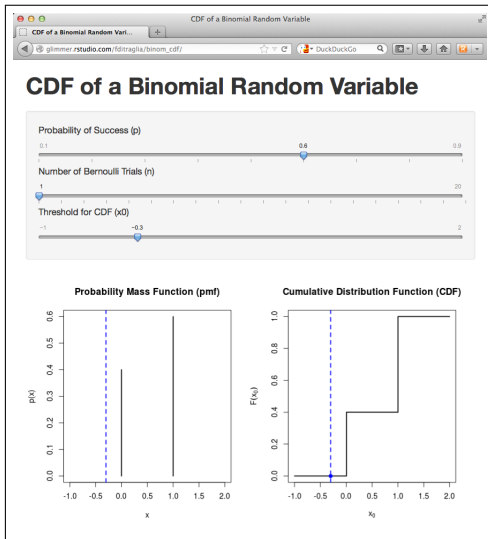 CDF of a Binomial Random Variable
CDF of a Binomial Random Vari...
glimmer.rstudio.com/fditraglia/binom_cdf/
DuckDuckGo
CDF of a Binomial Random Variable
Probability of Success (p)
0.1 0.6 0.9
Number of Bernoulli Trials (n)
1 20
Threshold for CDF (x0)
−1 −0.3 2
Probability Mass Function (pmf)
p(x)
0.6
0.5
0.4
0.3
0.2
0.1
0.0
-1.0 -0.5 0.0 0.5 1.0 1.5 2.0
x
Cumulative Distribution Function (CDF)
F(x₀)
1.0
0.8
0.6
0.4
0.2
0.0
-1.0 -0.5 0.0 0.5 1.0 1.5 2.0
x₀